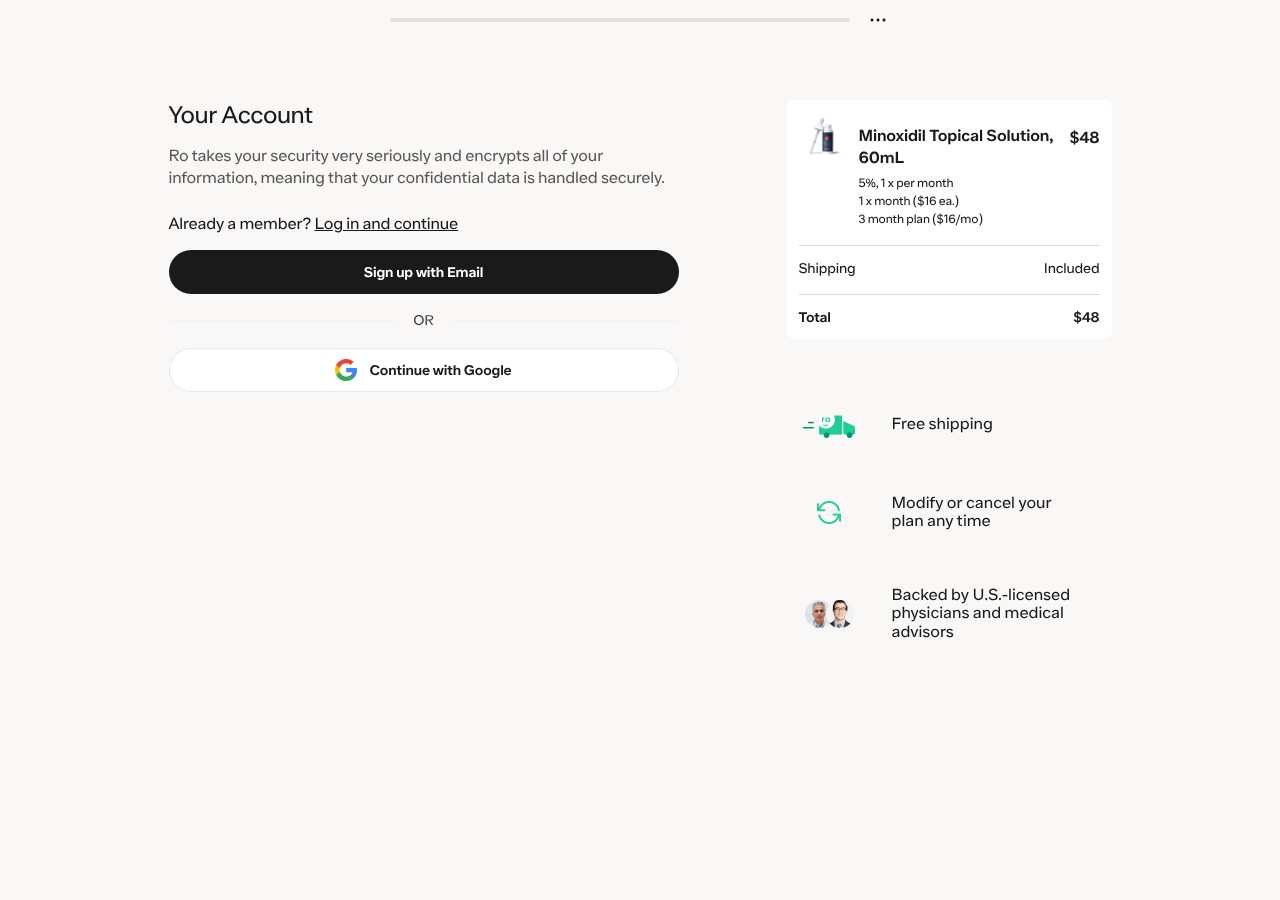 Your Account
Ro takes your security very seriously and encrypts all of your
information, meaning that your confidential data is handled securely.
Already a member? Log in and continue
Sign up with Email
OR
Continue with Google
Minoxidil Topical Solution, $48
60mL
5%, 1 x per month
1 x month ($16 ea.)
3 month plan ($16/mo)
Shipping Included
Total $48
ro
Free shipping
Modify or cancel your
plan any time
Backed by U.S.-licensed
physicians and medical
advisors